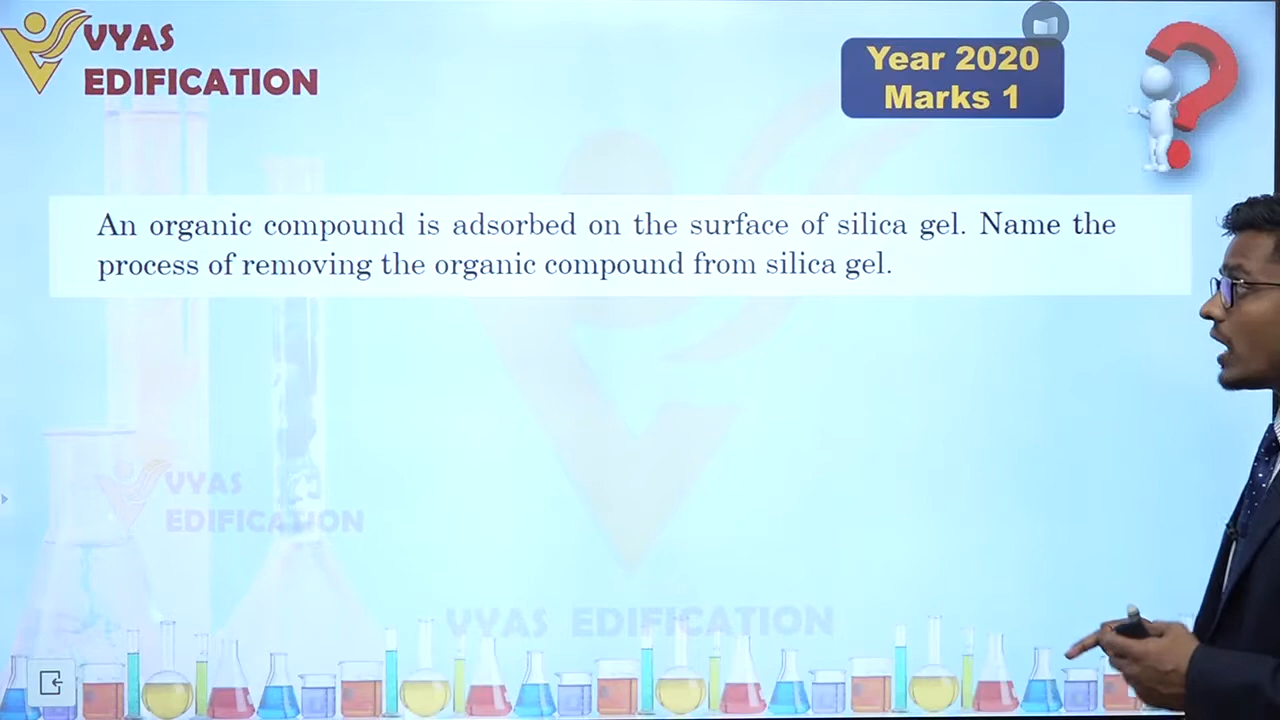 VYAS
EDIFICATION
Year 2020
Marks 1
An organic compound is adsorbed on the surface of silica gel. Name the
process of removing the organic compound from silica gel.
VYAS
EDIFICATION
VYAS EDIFICATION